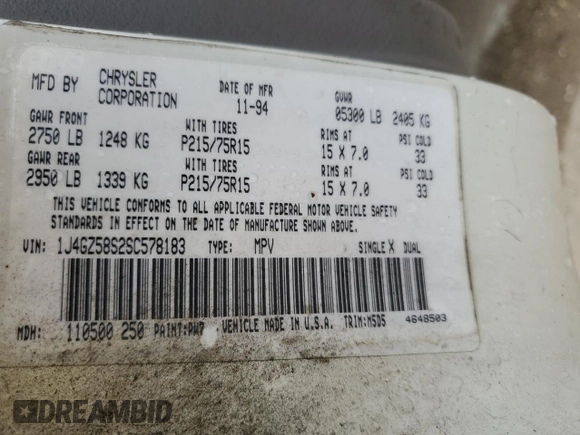 MFD BY CHRYSLER CORPORATION DATE OF MFR 11-94 GVWR 05300 LB 2405 KG
GAWR FRONT WITH TIRES RIMS AT PSI COLD
2750 LB 1248 KG P215/75R15 15 X 7.0 33
GAWR REAR WITH TIRES RIMS AT PSI COLD
2950 LB 1339 KG P215/75R15 15 X 7.0 33
THIS VEHICLE CONFORMS TO ALL APPLICABLE FEDERAL MOTOR VEHICLE SAFETY
STANDARDS IN EFFECT ON THE DATE OF MANUFACTURE SHOWN ABOVE.
VIN: 1J4GZ58S2SC578183 TYPE: MPV SINGLE X DUAL
MDH: 110500 250 PAINT:PW7 VEHICLE MADE IN U.S.A. TRIM:M5D5 4648503
DREAMBID